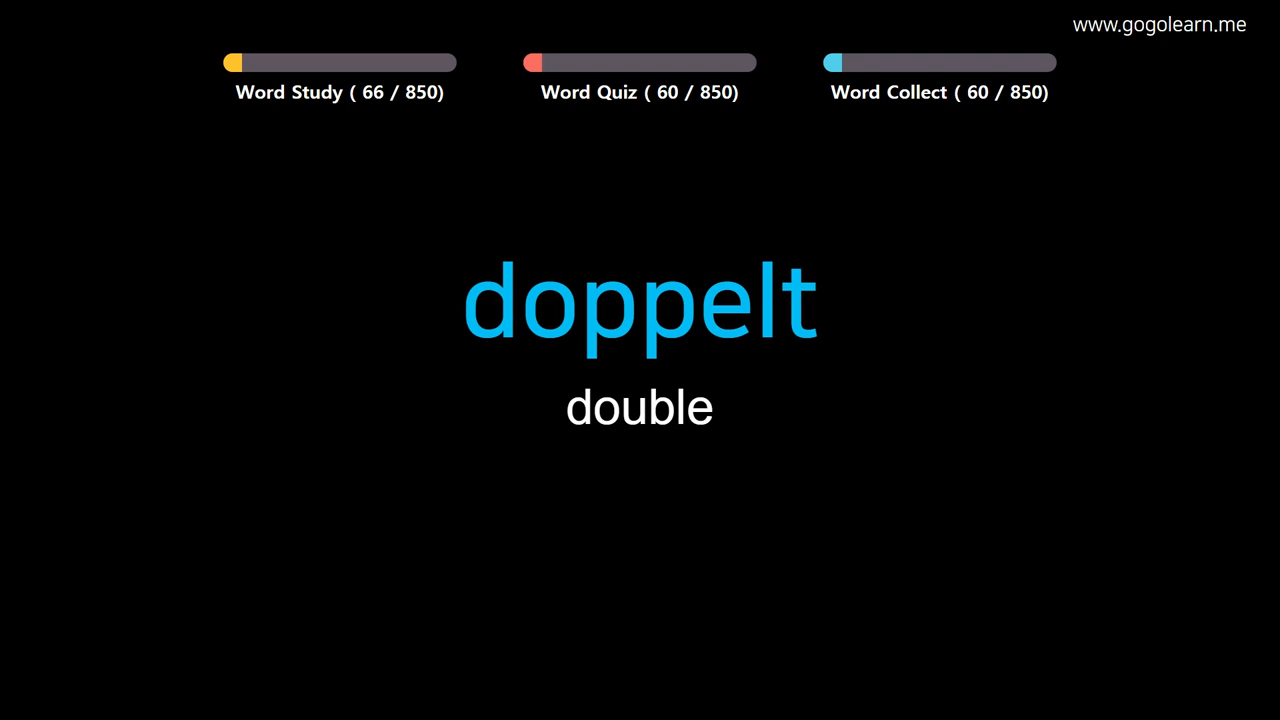 www.gogolearn.me
Word Study ( 66 / 850)
Word Quiz ( 60 / 850)
Word Collect ( 60 / 850)
doppelt
double